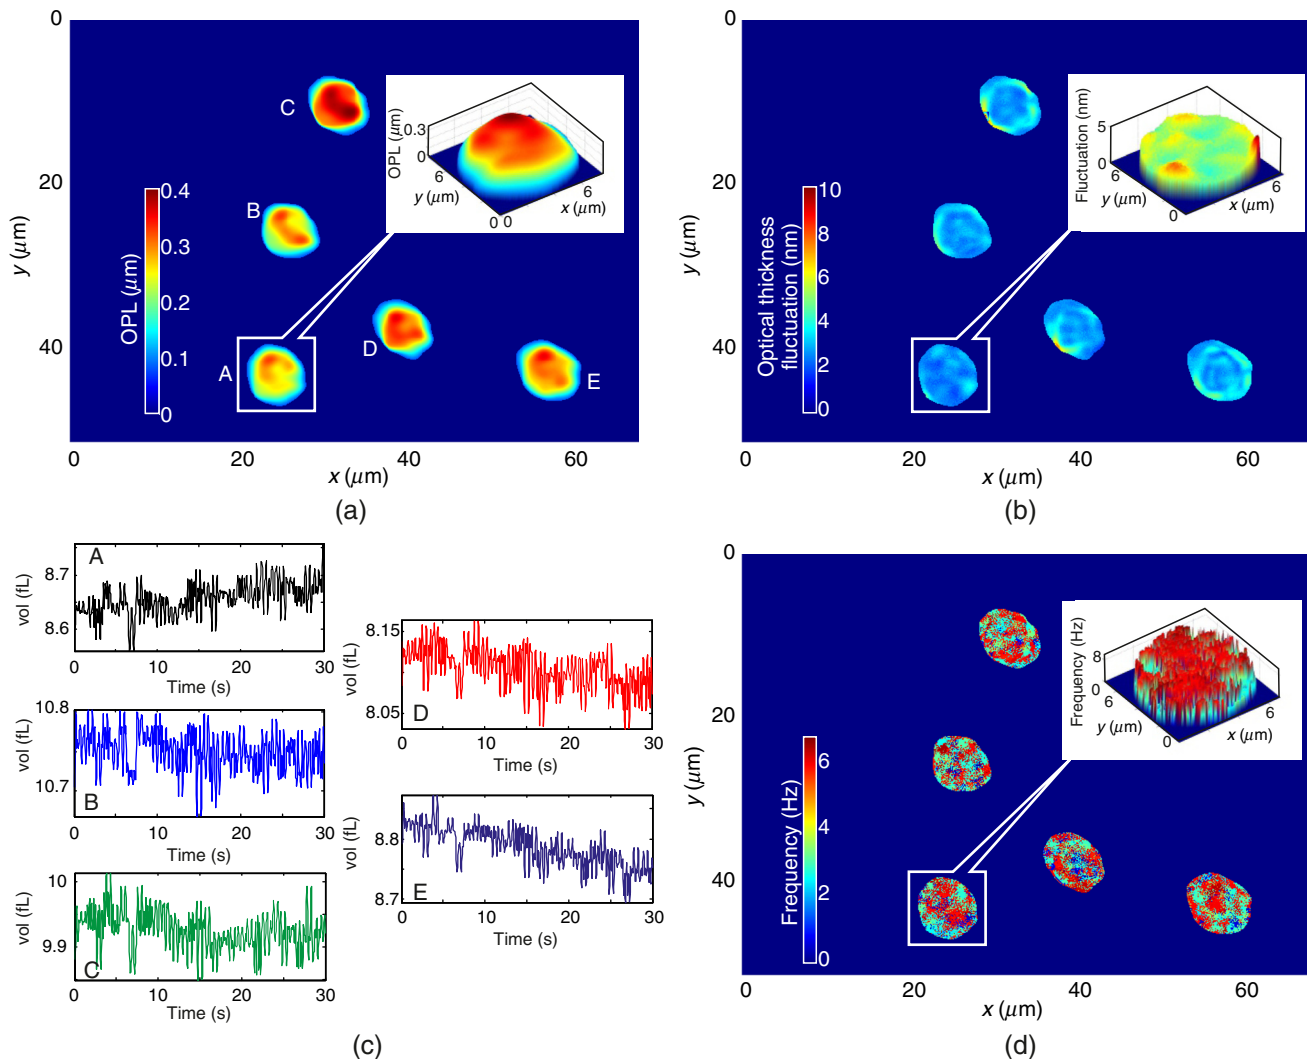 0
20
40
y (μm)
0
20
40
60
x (μm)
(a)
OPL (μm)
0.4
0.3
0.2
0.1
0
A
B
C
D
E
OPL (μm)
0.3
0
6
y (μm)
0
0
x (μm)
6
0
20
40
y (μm)
0
20
40
60
x (μm)
(b)
Optical thickness
fluctuation (nm)
10
8
6
4
2
0
Fluctuation (nm)
5
0
6
y (μm)
0
x (μm)
6
A
vol (fL)
8.7
8.6
0
10
20
30
Time (s)
B
vol (fL)
10.8
10.7
0
10
20
30
Time (s)
C
vol (fL)
10
9.9
0
10
20
30
Time (s)
D
vol (fL)
8.15
8.05
0
10
20
30
Time (s)
E
vol (fL)
8.8
8.7
0
10
20
30
Time (s)
(c)
0
20
40
y (μm)
0
20
40
60
x (μm)
(d)
Frequency (Hz)
6
4
2
0
Frequency (Hz)
8
0
6
y (μm)
0
x (μm)
6